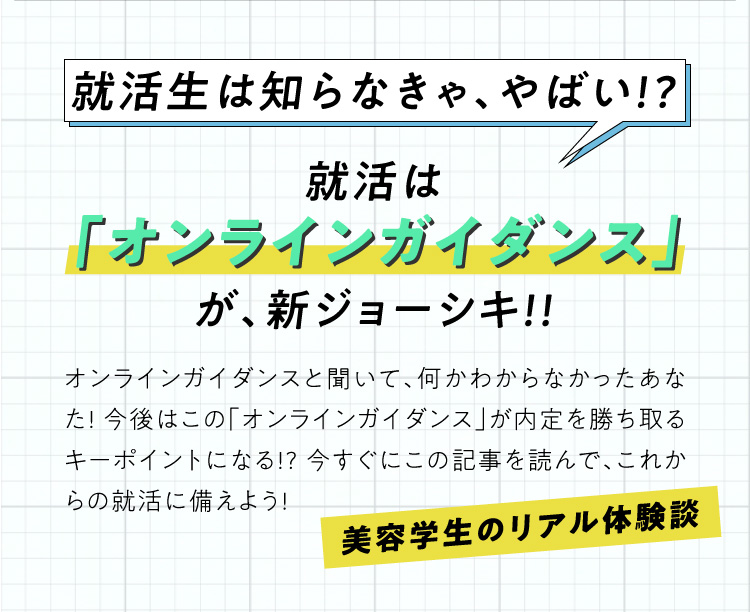 就活生は知らなきゃ、やばい!?
就活は
「オンラインガイダンス」
が、新ジョーシキ!!
オンラインガイダンスと聞いて、何かわからなかったあな
た! 今後はこの「オンラインガイダンス」が内定を勝ち取る
キーポイントになる!? 今すぐにこの記事を読んで、これか
らの就活に備えよう!
美容学生のリアル体験談